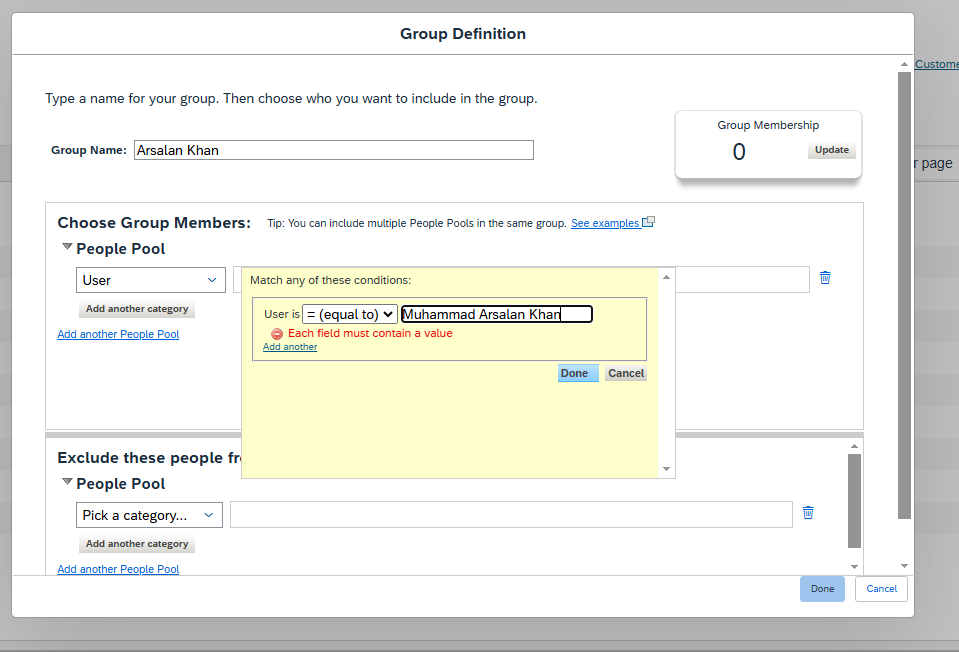 Group Definition
Custome
Type a name for your group. Then choose who you want to include in the group.
Group Membership
0
Update
Group Name:
Arsalan Khan
r page
Choose Group Members:
Tip: You can include multiple People Pools in the same group. See examples
People Pool
User
Match any of these conditions:
Add another category
User is = (equal to) Muhammad Arsalan Khan
Each field must contain a value
Add another People Pool
Add another
Done
Cancel
Exclude these people fr
People Pool
Pick a category...
Add another category
Add another People Pool
Done
Cancel